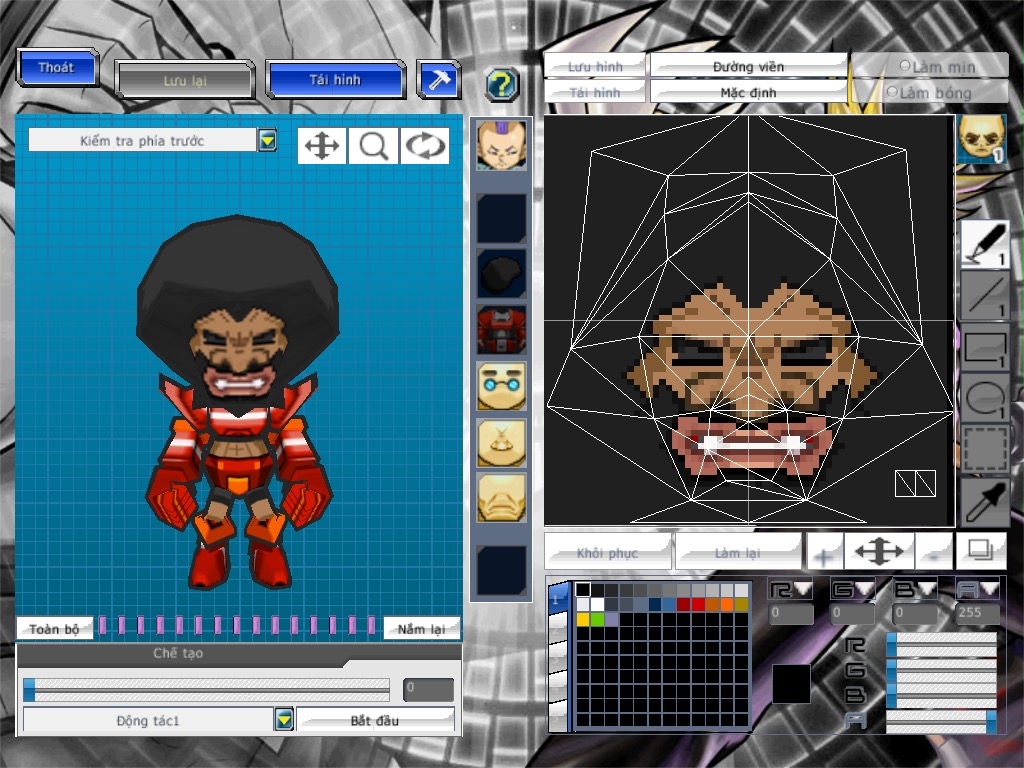 Thoát
Lưu lại
Tải hình
?
Lưu hình
Đường viền
Làm mịn
Tải hình
Mặc định
Làm bóng
Kiểm tra phía trước
1
1
1
1
1
Khôi phục
Làm lại
+
-
1
R
G
B
A
0
0
0
255
R
G
B
A
Toàn bộ
Nắm lại
Chế tạo
0
Động tác1
Bắt đầu